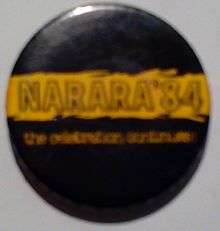 NARARA'84
the celebration continues